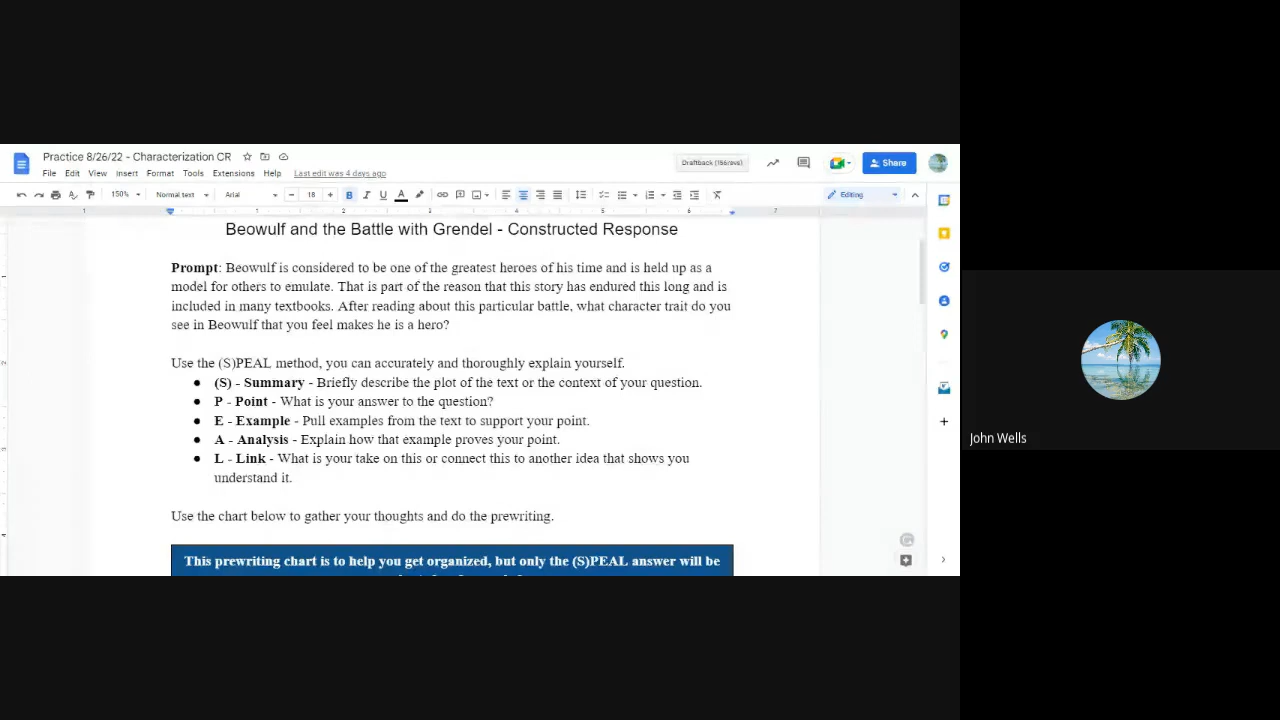 Practice 8/26/22 - Characterization CR
File Edit View Insert Format Tools Extensions Help Last edit was 4 days ago
Share
150% Normal text Arial 18 B I U A Editing
1 1 2 3 4 5 6 7
Beowulf and the Battle with Grendel - Constructed Response
Prompt: Beowulf is considered to be one of the greatest heroes of his time and is held up as a
model for others to emulate. That is part of the reason that this story has endured this long and is
included in many textbooks. After reading about this particular battle, what character trait do you
see in Beowulf that you feel makes he is a hero?
Use the (S)PEAL method, you can accurately and thoroughly explain yourself.
● (S) - Summary - Briefly describe the plot of the text or the context of your question.
● P - Point - What is your answer to the question?
● E - Example - Pull examples from the text to support your point.
● A - Analysis - Explain how that example proves your point.
● L - Link - What is your take on this or connect this to another idea that shows you
understand it.
Use the chart below to gather your thoughts and do the prewriting.
This prewriting chart is to help you get organized, but only the (S)PEAL answer will be
John Wells